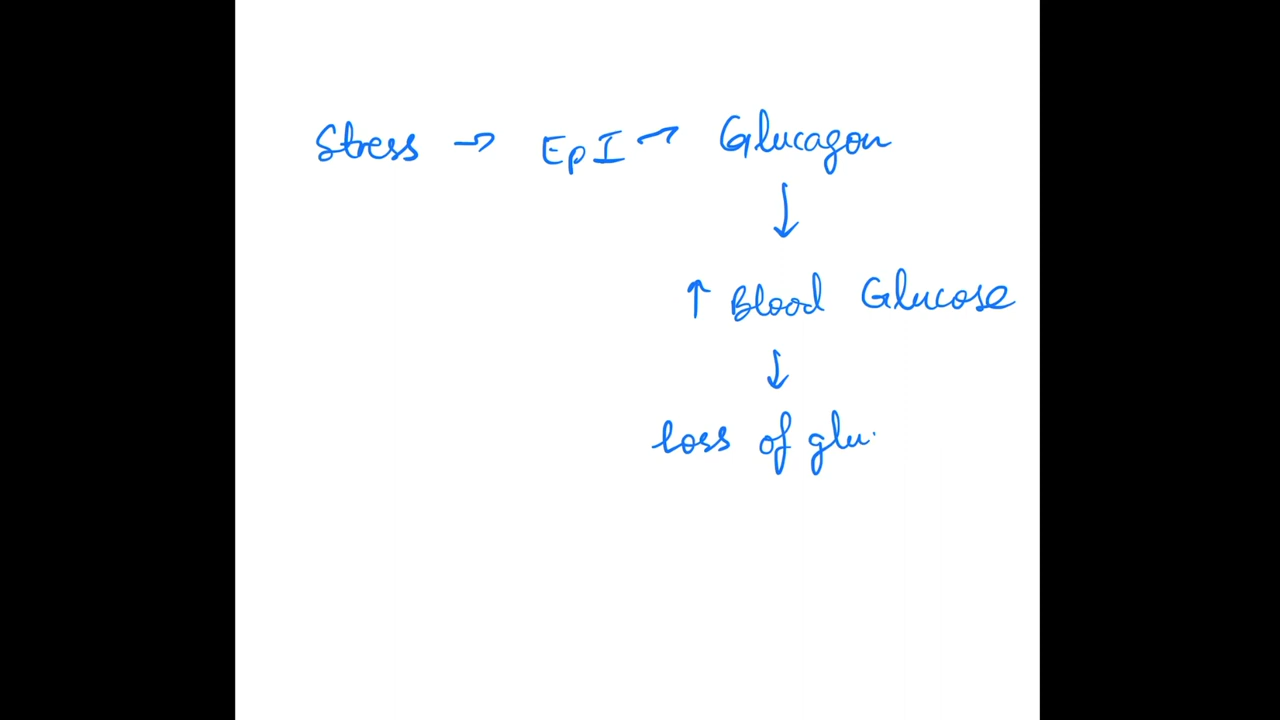 Stress → EpI → Glucagon
↓
↑ Blood Glucose
↓
loss of glu